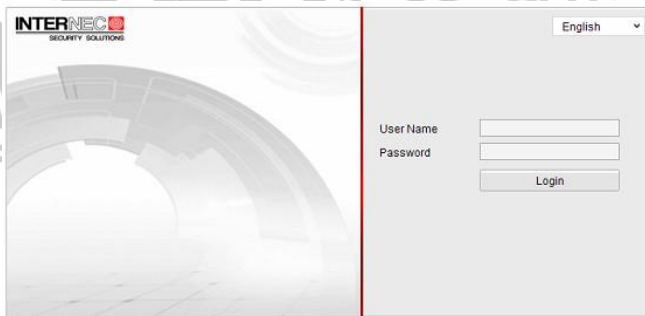 INTERNEC
SECURITY SOLUTIONS
English
User Name
Password
Login